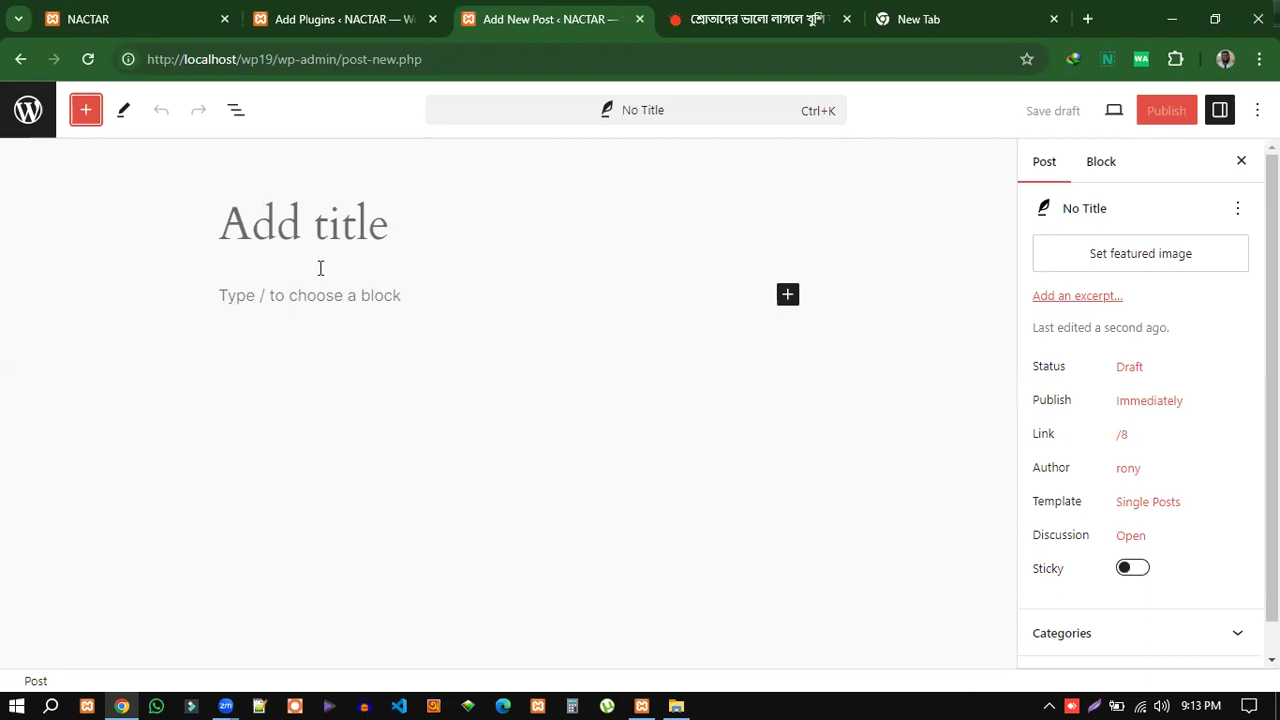 NACTAR
Add Plugins ‹ NACTAR — Wo
Add New Post ‹ NACTAR —
শ্রোতাদের ভালো লাগলে খুশি
New Tab
http://localhost/wp19/wp-admin/post-new.php
No Title
Ctrl+K
Save draft
Publish
Add title
Type / to choose a block
Post
Block
No Title
Set featured image
Add an excerpt...
Last edited a second ago.
Status
Draft
Publish
Immediately
Link
/8
Author
rony
Template
Single Posts
Discussion
Open
Sticky
Categories
Post
9:13 PM